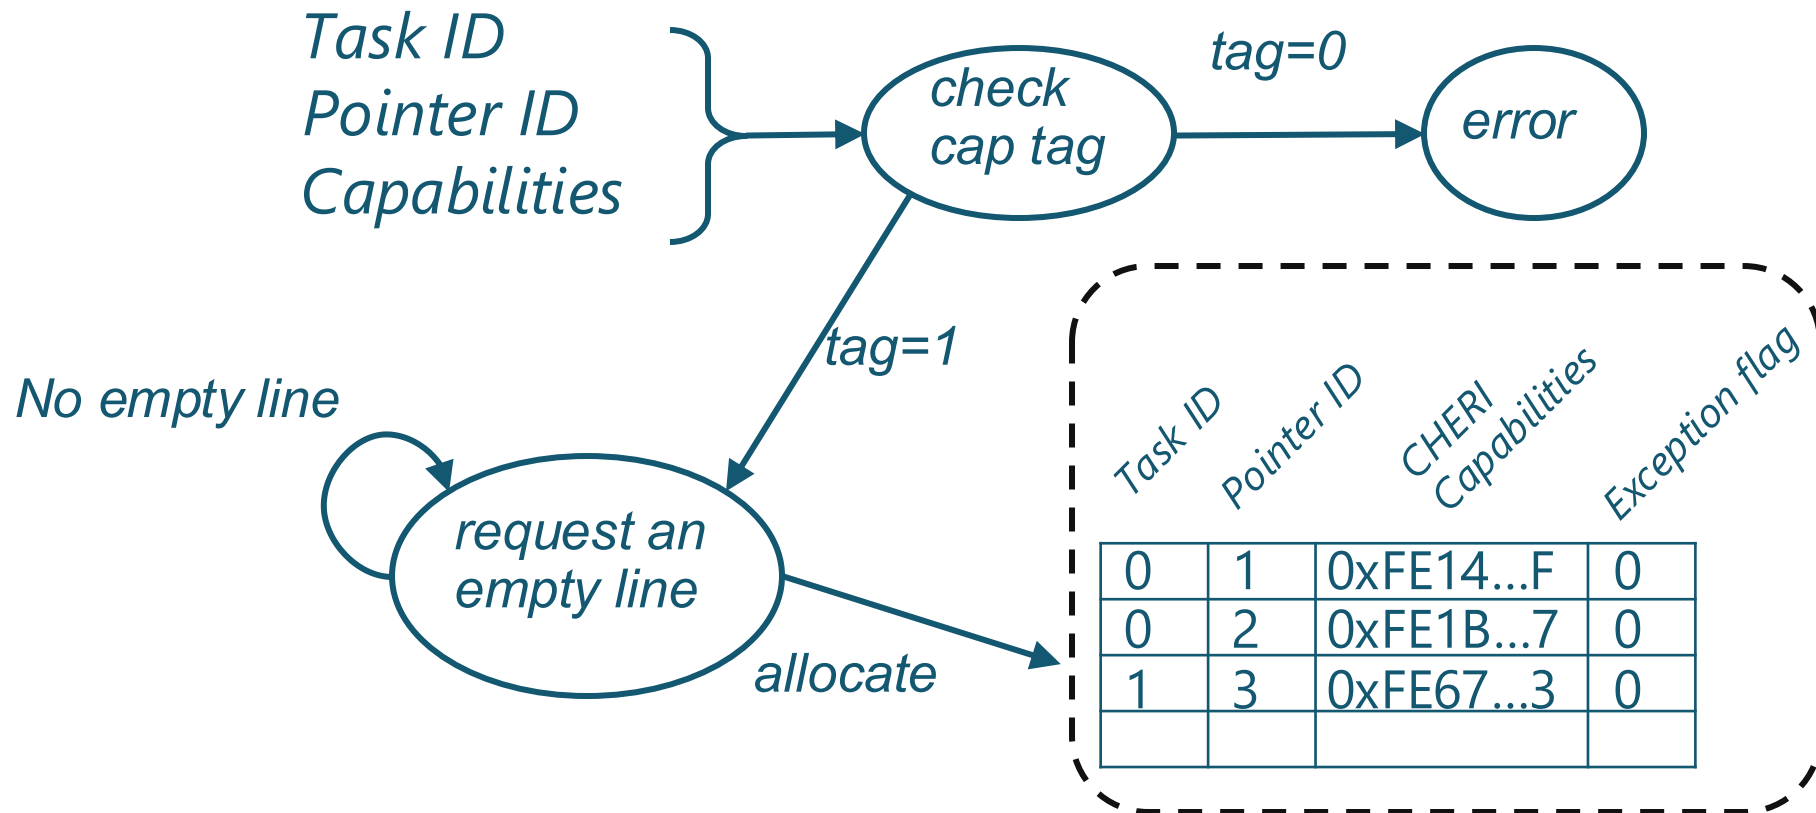 Task ID
Pointer ID
Capabilities
check
cap tag
tag=0
error
tag=1
No empty line
request an
empty line
allocate
Task ID
Pointer ID
CHERI
Capabilities
Exception flag
0 1 0xFE14...F 0
0 2 0xFE1B...7 0
1 3 0xFE67...3 0